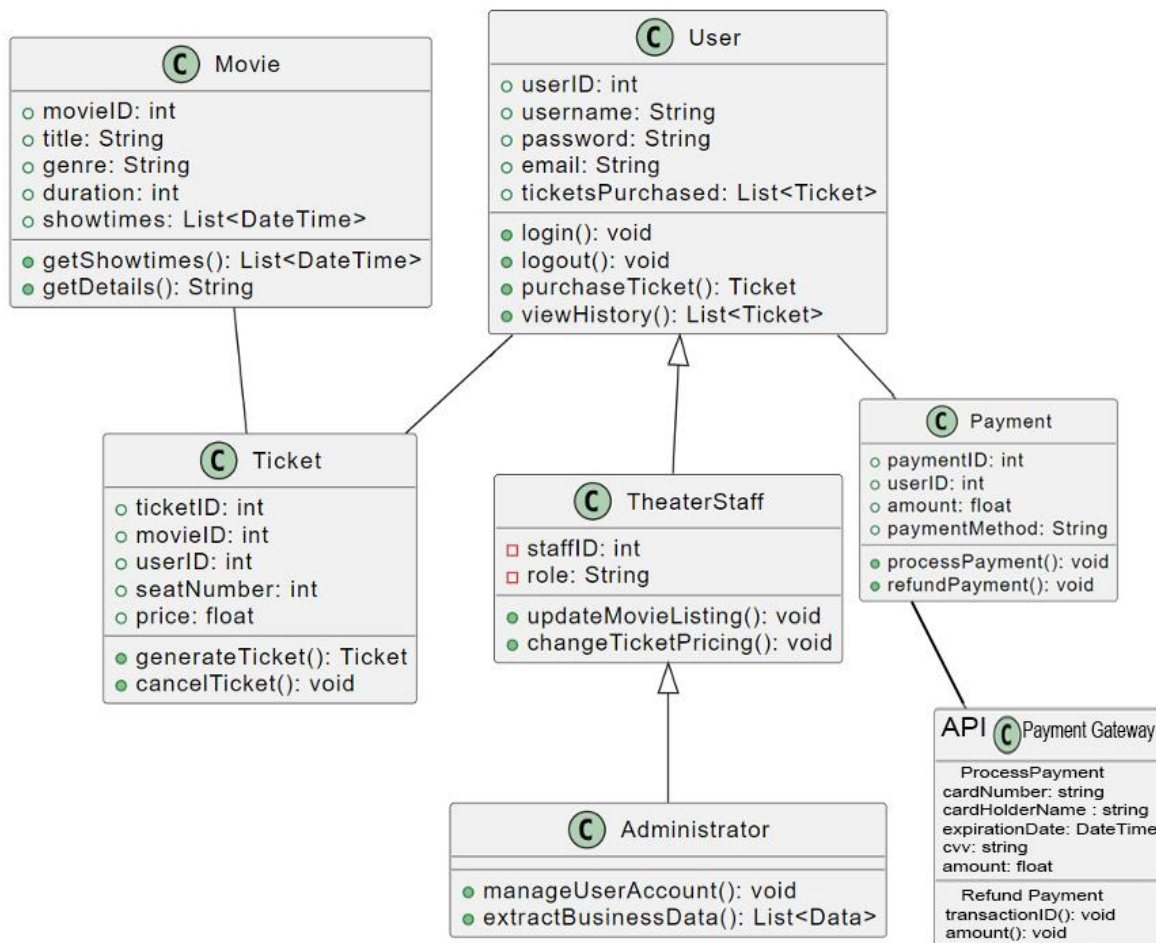 C Movie
movieID: int
title: String
genre: String
duration: int
showtimes: List<DateTime>
getShowtimes(): List<DateTime>
getDetails(): String
C User
userID: int
username: String
password: String
email: String
ticketsPurchased: List<Ticket>
login(): void
logout(): void
purchaseTicket(): Ticket
viewHistory(): List<Ticket>
C Ticket
ticketID: int
movieID: int
userID: int
seatNumber: int
price: float
generateTicket(): Ticket
cancelTicket(): void
C TheaterStaff
staffID: int
role: String
updateMovieListing(): void
changeTicketPricing(): void
C Payment
paymentID: int
userID: int
amount: float
paymentMethod: String
processPayment(): void
refundPayment(): void
C Administrator
manageUserAccount(): void
extractBusinessData(): List<Data>
API C Payment Gateway
ProcessPayment
cardNumber: string
cardHolderName : string
expirationDate: DateTime
cvv: string
amount: float
Refund Payment
transactionID(): void
amount(): void